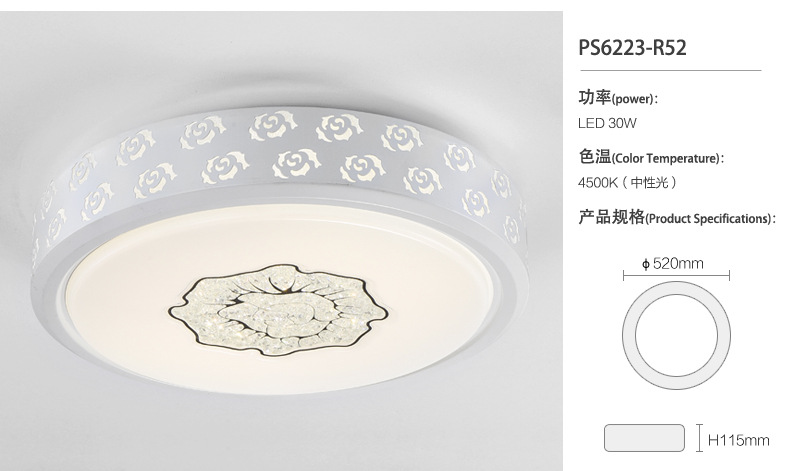 PS6223-R52
功率(power):
LED 30W
色温(Color Temperature):
4500K（中性光）
产品规格(Product Specifications):
ϕ520mm
H115mm